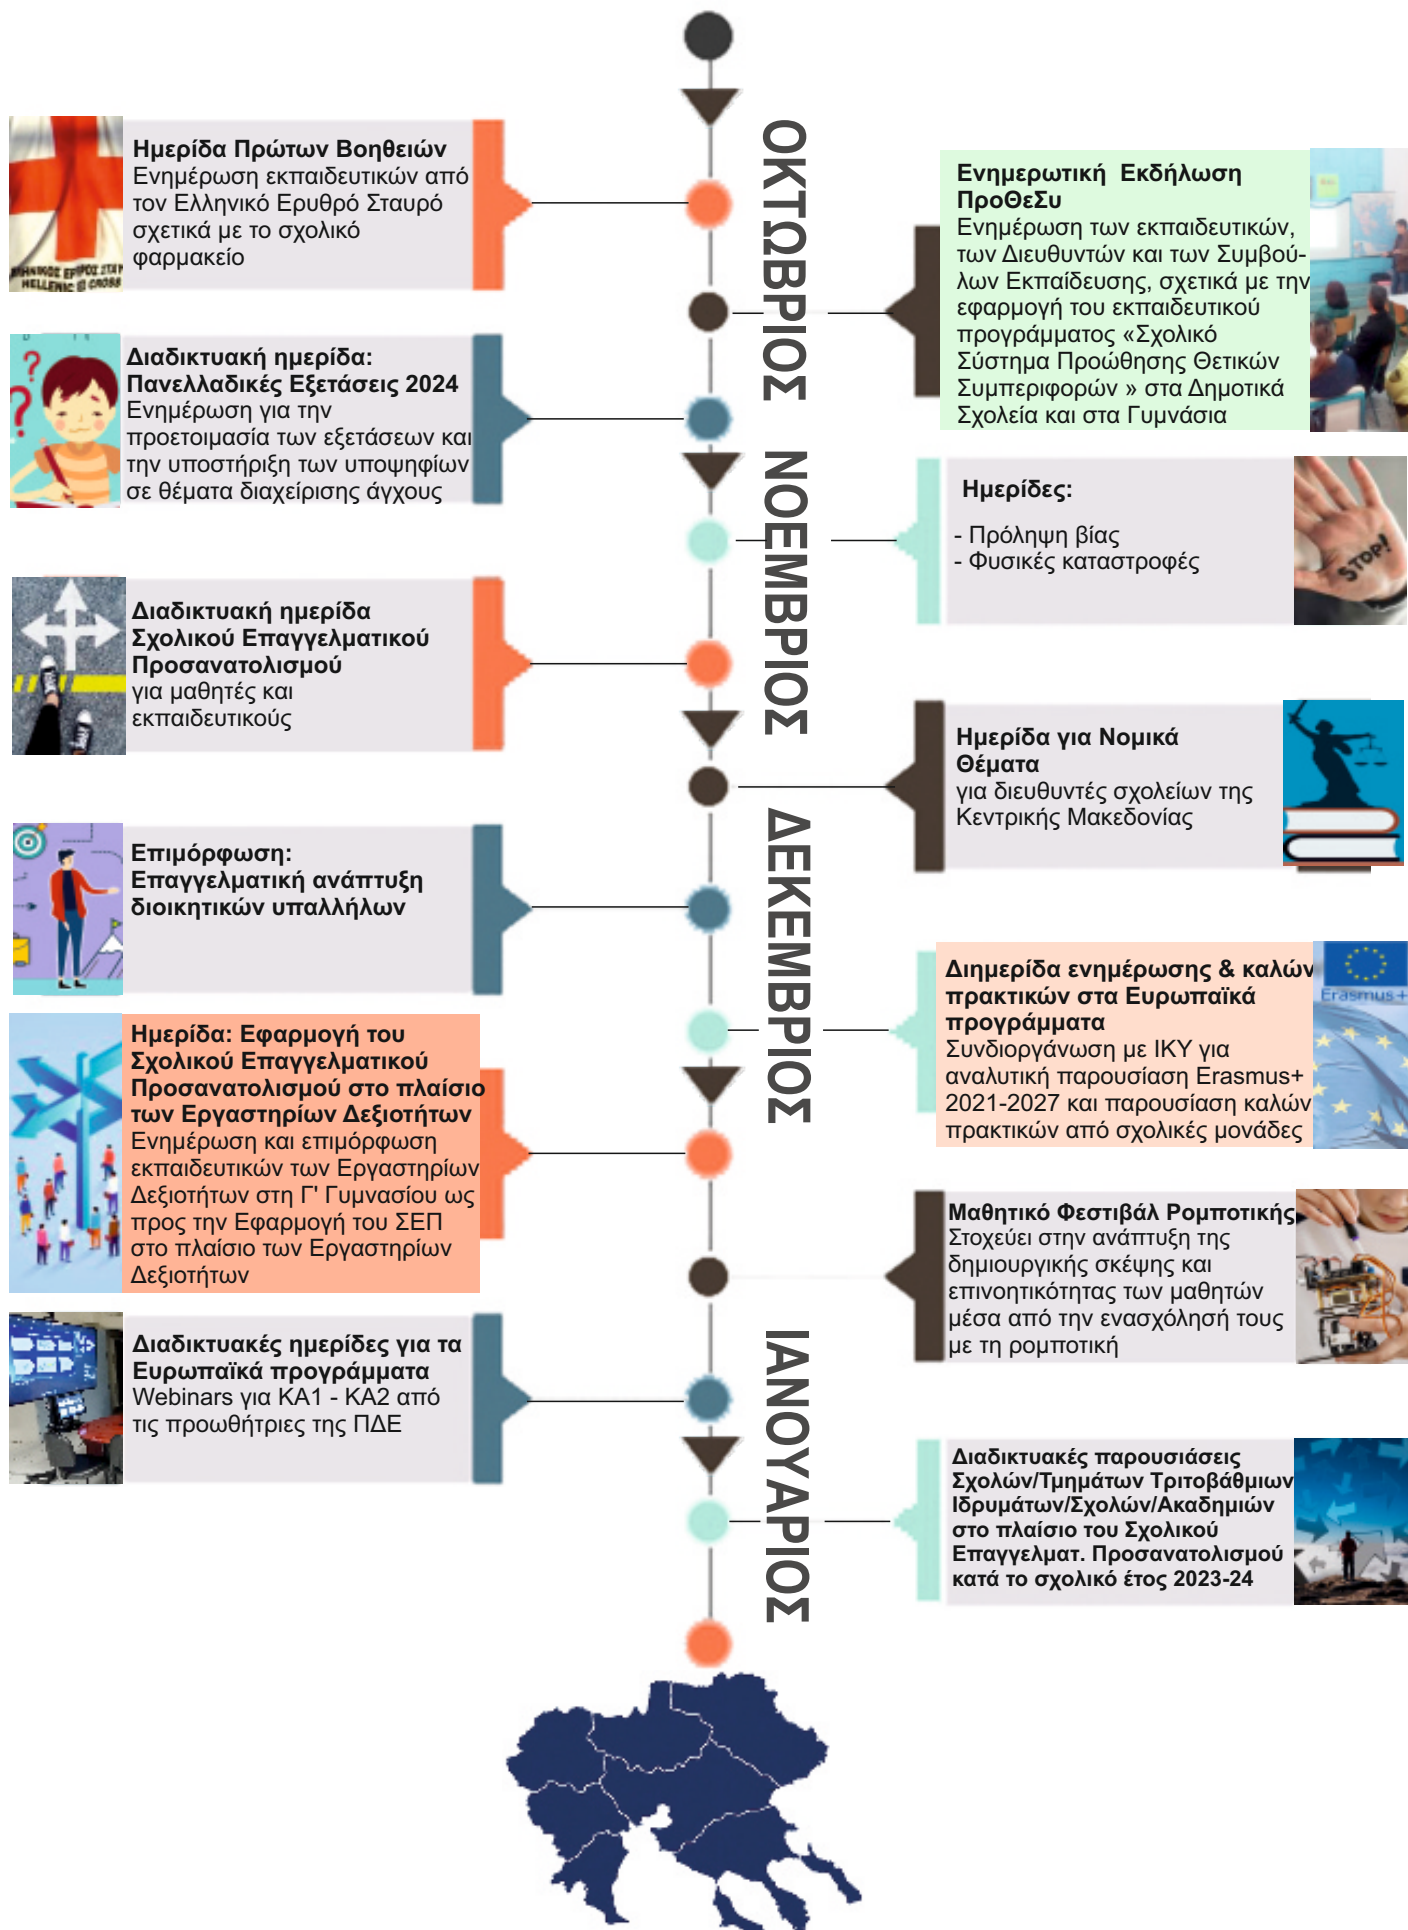 ΟΚΤΩΒΡΙΟΣ
Ημερίδα Πρώτων Βοηθειών
Ενημέρωση εκπαιδευτικών από
τον Ελληνικό Ερυθρό Σταυρό
σχετικά με το σχολικό
φαρμακείο
HELLENIC CROSS
Ενημερωτική Εκδήλωση
ΠροΘεΣυ
Ενημέρωση των εκπαιδευτικών,
των Διευθυντών και των Συμβού-
λων Εκπαίδευσης, σχετικά με την
εφαρμογή του εκπαιδευτικού
προγράμματος «Σχολικό
Σύστημα Προώθησης Θετικών
Συμπεριφορών » στα Δημοτικά
Σχολεία και στα Γυμνάσια
Διαδικτυακή ημερίδα:
Πανελλαδικές Εξετάσεις 2024
Ενημέρωση για την
προετοιμασία των εξετάσεων και
την υποστήριξη των υποψηφίων
σε θέματα διαχείρισης άγχους
ΝΟΕΜΒΡΙΟΣ
Ημερίδες:
- Πρόληψη βίας
- Φυσικές καταστροφές
STOP!
Διαδικτυακή ημερίδα
Σχολικού Επαγγελματικού
Προσανατολισμού
για μαθητές και
εκπαιδευτικούς
ΔΕΚΕΜΒΡΙΟΣ
Ημερίδα για Νομικά
Θέματα
για διευθυντές σχολείων της
Κεντρικής Μακεδονίας
Επιμόρφωση:
Επαγγελματική ανάπτυξη
διοικητικών υπαλλήλων
Διημερίδα ενημέρωσης & καλών
πρακτικών στα Ευρωπαϊκά
προγράμματα
Συνδιοργάνωση με ΙΚΥ για
αναλυτική παρουσίαση Erasmus+
2021-2027 και παρουσίαση καλών
πρακτικών από σχολικές μονάδες
Erasmus+
Ημερίδα: Εφαρμογή του
Σχολικού Επαγγελματικού
Προσανατολισμού στο πλαίσιο
των Εργαστηρίων Δεξιοτήτων
Ενημέρωση και επιμόρφωση
εκπαιδευτικών των Εργαστηρίων
Δεξιοτήτων στη Γ' Γυμνασίου ως
προς την Εφαρμογή του ΣΕΠ
στο πλαίσιο των Εργαστηρίων
Δεξιοτήτων
Μαθητικό Φεστιβάλ Ρομποτικής
Στοχεύει στην ανάπτυξη της
δημιουργικής σκέψης και
επινοητικότητας των μαθητών
μέσα από την ενασχόλησή τους
με τη ρομποτική
ΙΑΝΟΥΑΡΙΟΣ
Διαδικτυακές ημερίδες για τα
Ευρωπαϊκά προγράμματα
Webinars για ΚΑ1 - ΚΑ2 από
τις προωθήτριες της ΠΔΕ
Διαδικτυακές παρουσιάσεις
Σχολών/Τμημάτων Τριτοβάθμιων
Ιδρυμάτων/Σχολών/Ακαδημιών
στο πλαίσιο του Σχολικού
Επαγγελματ. Προσανατολισμού
κατά το σχολικό έτος 2023-24